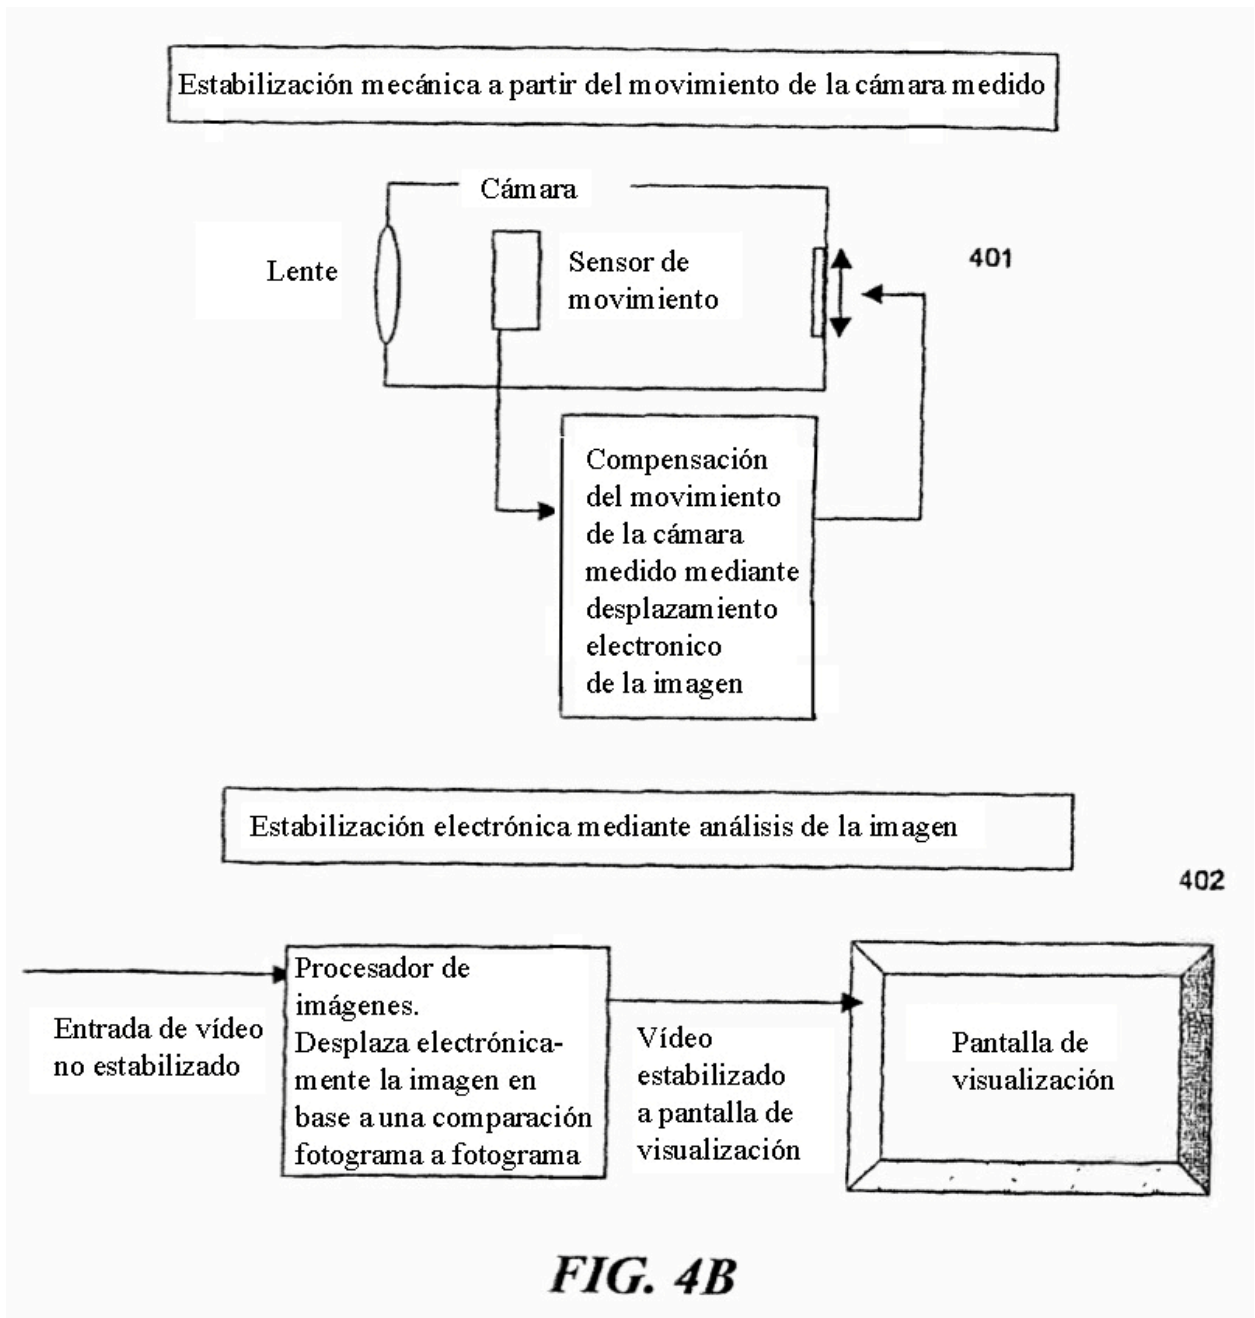 Estabilización mecánica a partir del movimiento de la cámara medido
Cámara
Lente
Sensor de
movimiento
401
Compensación
del movimiento
de la cámara
medido mediante
desplazamiento
electronico
de la imagen
Estabilización electrónica mediante análisis de la imagen
402
Entrada de vídeo
no estabilizado
Procesador de
imágenes.
Desplaza electrónica-
mente la imagen en
base a una comparación
fotograma a fotograma
Vídeo
estabilizado
a pantalla de
visualización
Pantalla de
visualización
FIG. 4B